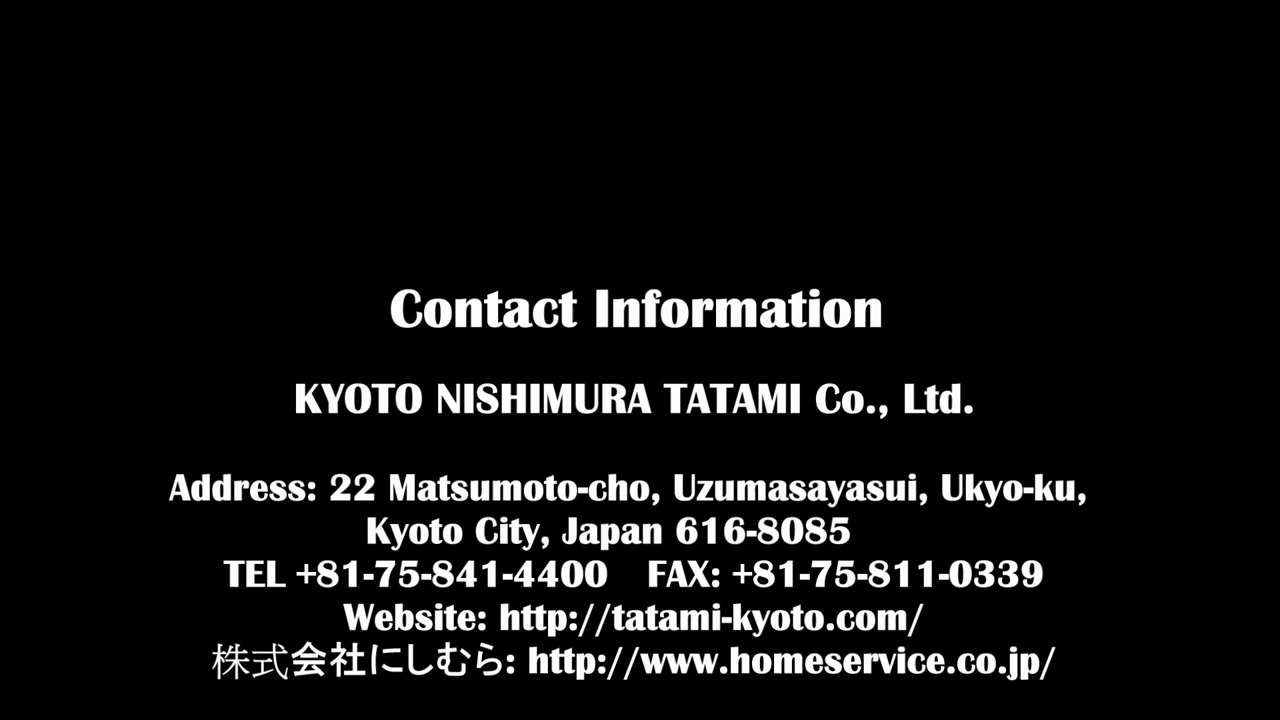 Contact Information
KYOTO NISHIMURA TATAMI Co., Ltd.
Address: 22 Matsumoto-cho, Uzumasayasui, Ukyo-ku,
Kyoto City, Japan 616-8085
TEL +81-75-841-4400 FAX: +81-75-811-0339
Website: http://tatami-kyoto.com/
株式会社にしむら: http://www.homeservice.co.jp/